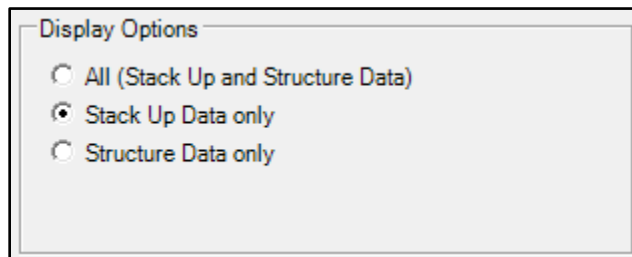 Display Options
All (Stack Up and Structure Data)
Stack Up Data only
Structure Data only